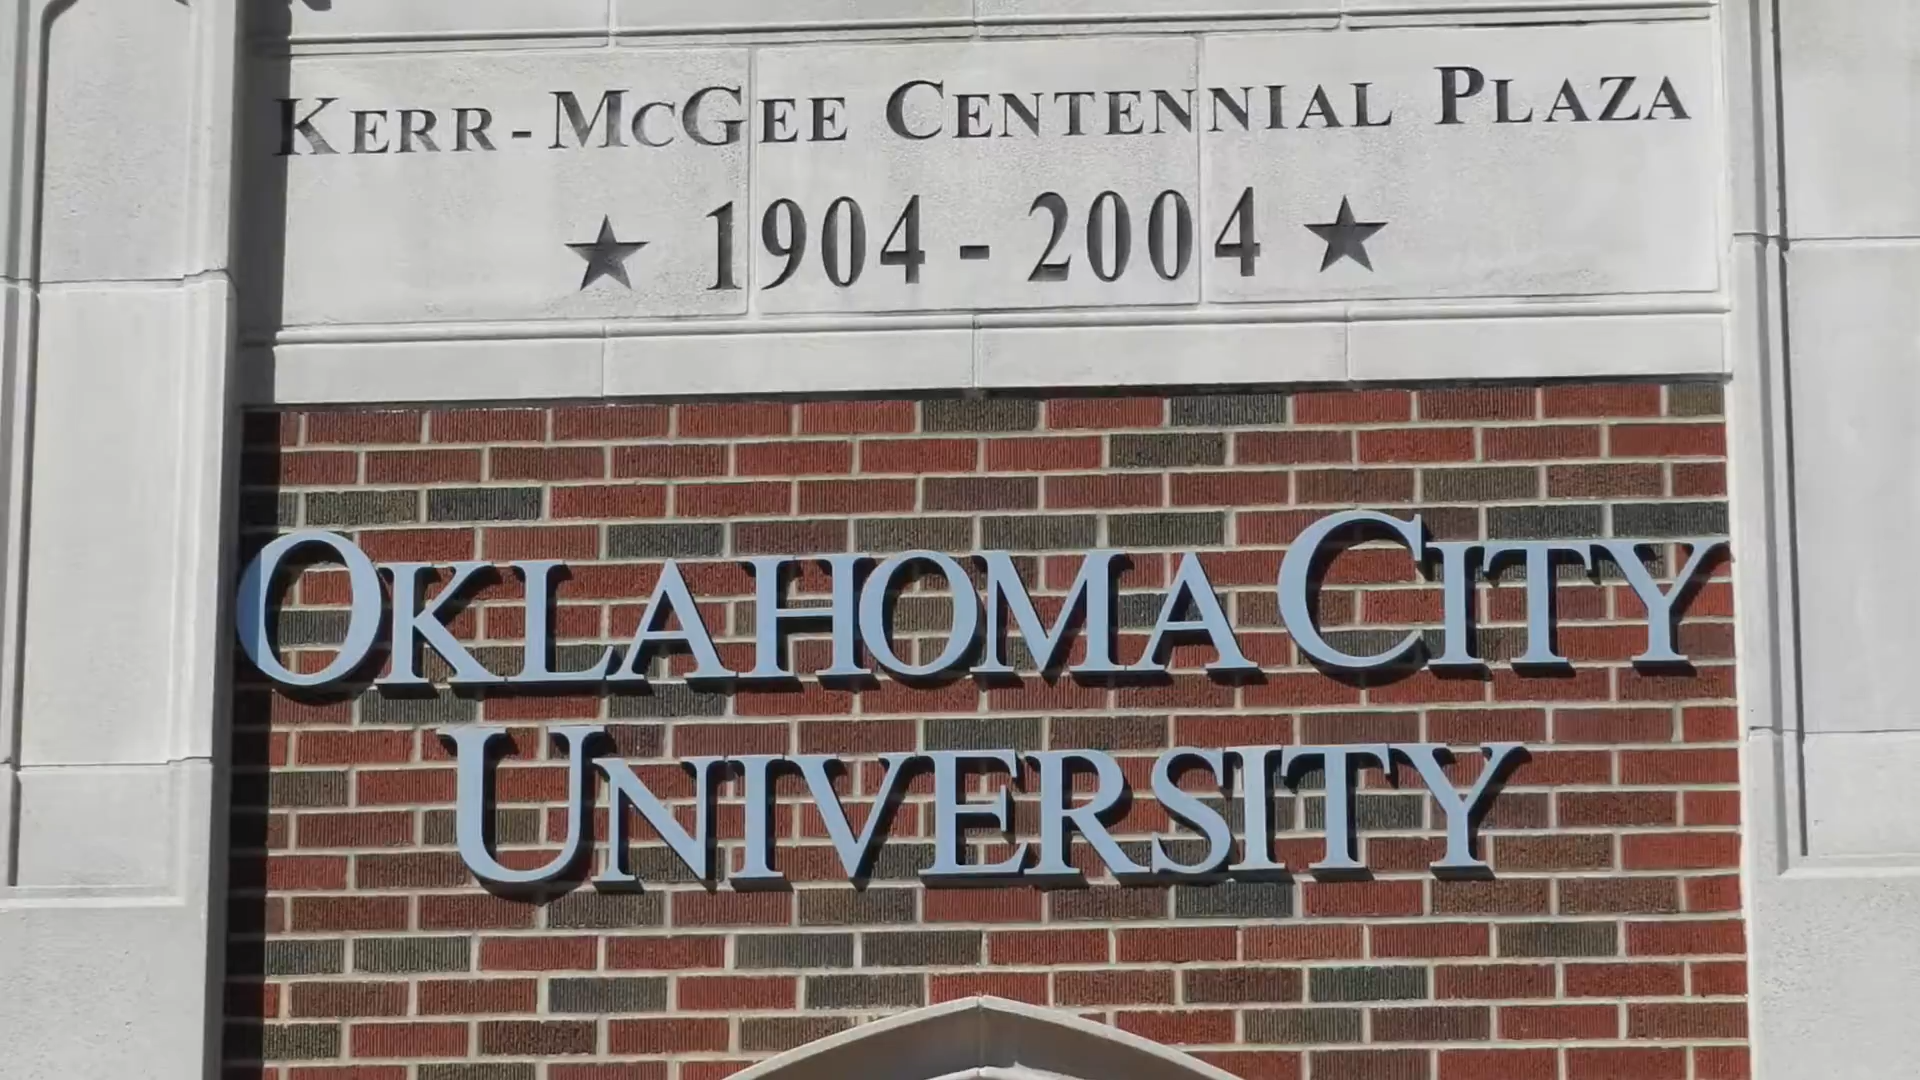 Kerr-McGee Centennial Plaza
★ 1904 - 2004 ★
Oklahoma City
University